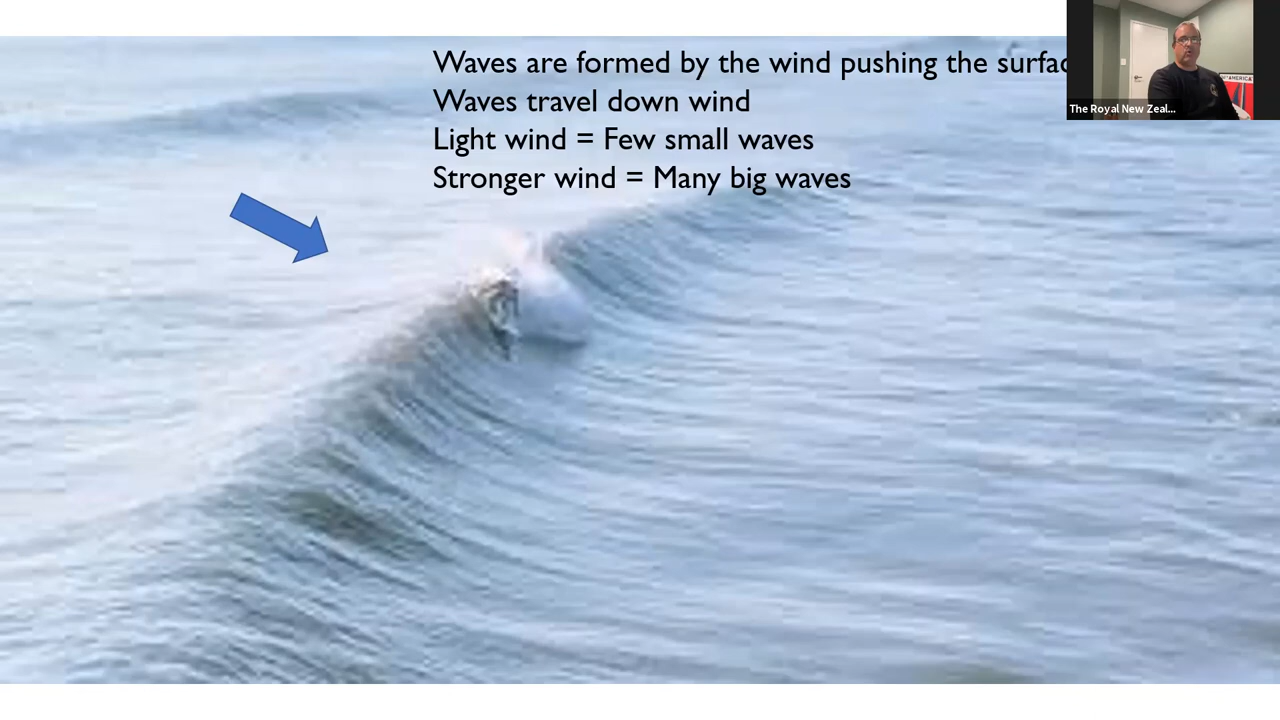 Waves are formed by the wind pushing the
Waves travel down wind
Light wind = Few small waves
Stronger wind = Many big waves
The Royal New Zeal...